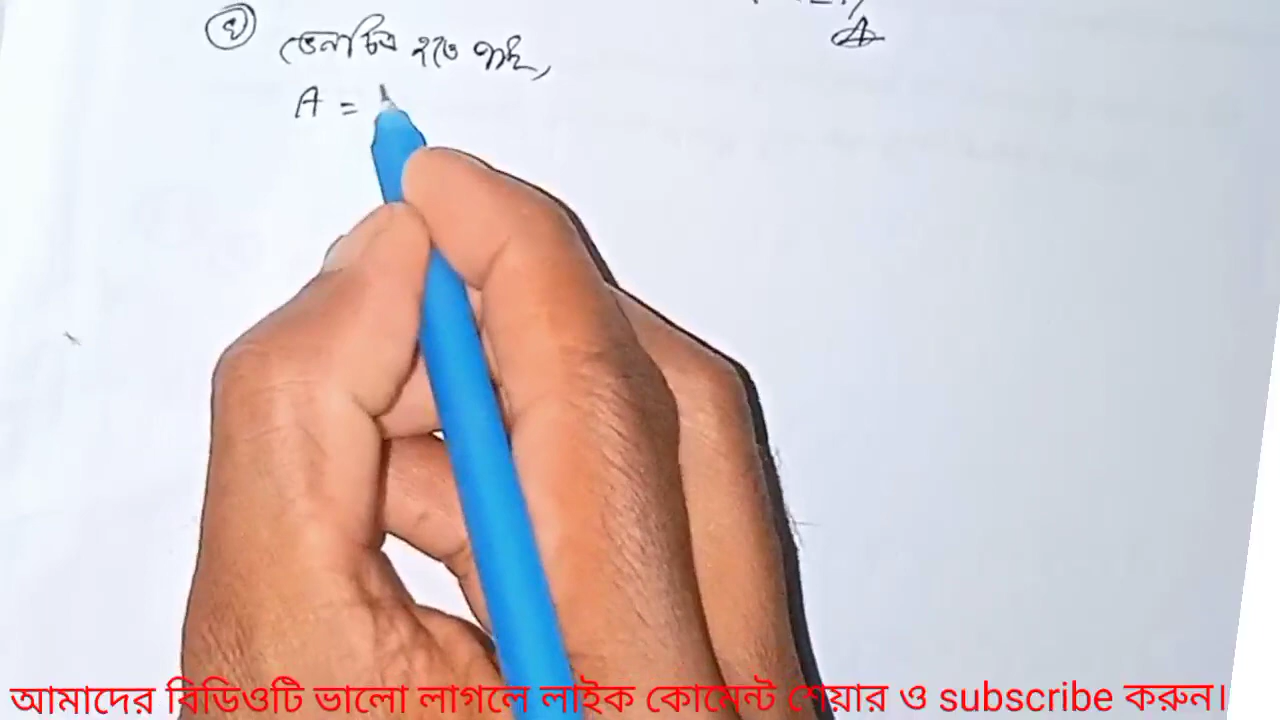 (ঘ) ভেনচিত্র হতে পাই,
A =
আমাদের বিডিওটি ভালো লাগলে লাইক কোমেন্ট শেয়ার ও subscribe করুন।